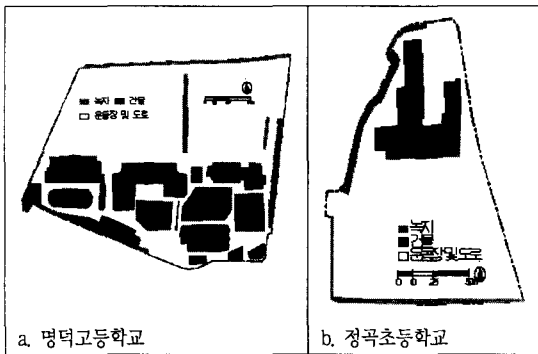 녹지 건물
운동장 및 도로
녹지
건물
운동장및도로
a. 명덕고등학교
b. 정곡초등학교